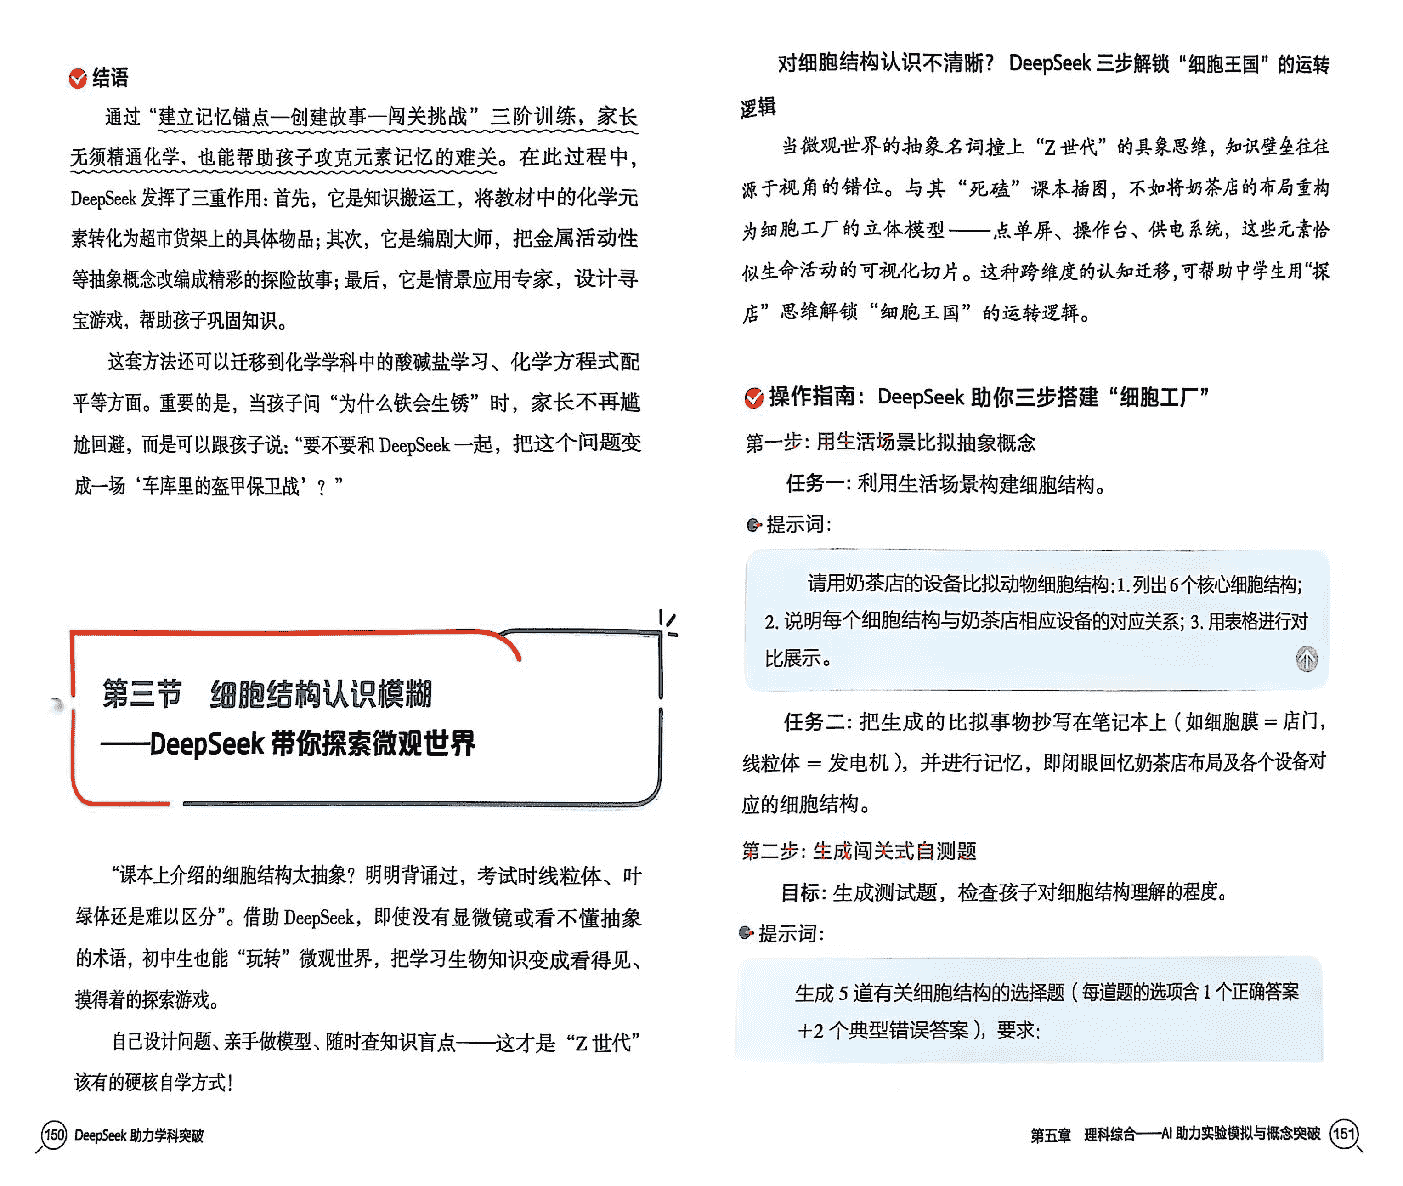 结语
通过“建立记忆锚点—创建故事—闯关挑战”三阶训练，家长
无须精通化学，也能帮助孩子攻克元素记忆的难关。在此过程中，
DeepSeek 发挥了三重作用：首先，它是知识搬运工，将教材中的化学元
素转化为超市货架上的具体物品；其次，它是编剧大师，把金属活动性
等抽象概念改编成精彩的探险故事；最后，它是情景应用专家，设计寻
宝游戏，帮助孩子巩固知识。
这套方法还可以迁移到化学学科中的酸碱盐学习、化学方程式配
平等方面。重要的是，当孩子问“为什么铁会生锈”时，家长不再尴
尬回避，而是可以跟孩子说：“要不要和 DeepSeek 一起，把这个问题变
成一场‘车库里的盔甲保卫战’？”
第三节 细胞结构认识模糊
——DeepSeek 带你探索微观世界
“课本上介绍的细胞结构太抽象？明明背诵过，考试时线粒体、叶
绿体还是难以区分”。借助 DeepSeek，即使没有显微镜或看不懂抽象
的术语，初中生也能“玩转”微观世界，把学习生物知识变成看得见、
摸得着的探索游戏。
自己设计问题、亲手做模型、随时查知识盲点——这才是“Z 世代”
该有的硬核自学方式！
150 DeepSeek 助力学科突破
对细胞结构认识不清晰？DeepSeek 三步解锁“细胞王国”的运转
逻辑
当微观世界的抽象名词撞上“Z 世代”的具象思维，知识壁垒往往
源于视角的错位。与其“死磕”课本插图，不如将奶茶店的布局重构
为细胞工厂的立体模型——点单屏、操作台、供电系统，这些元素恰
似生命活动的可视化切片。这种跨维度的认知迁移，可帮助中学生用“探
店”思维解锁“细胞王国”的运转逻辑。
操作指南：DeepSeek 助你三步搭建“细胞工厂”
第一步：用生活场景比拟抽象概念
任务一：利用生活场景构建细胞结构。
提示词：
请用奶茶店的设备比拟动物细胞结构：1. 列出 6 个核心细胞结构；
2. 说明每个细胞结构与奶茶店相应设备的对应关系；3. 用表格进行对
比展示。
任务二：把生成的比拟事物抄写在笔记本上（如细胞膜 = 店门，
线粒体 = 发电机），并进行记忆，即闭眼回忆奶茶店布局及各个设备对
应的细胞结构。
第二步：生成闯关式自测题
目标：生成测试题，检查孩子对细胞结构理解的程度。
提示词：
生成 5 道有关细胞结构的选择题（每道题的选项含 1 个正确答案
+2 个典型错误答案），要求：
第五章 理科综合——AI 助力实验模拟与概念突破 151